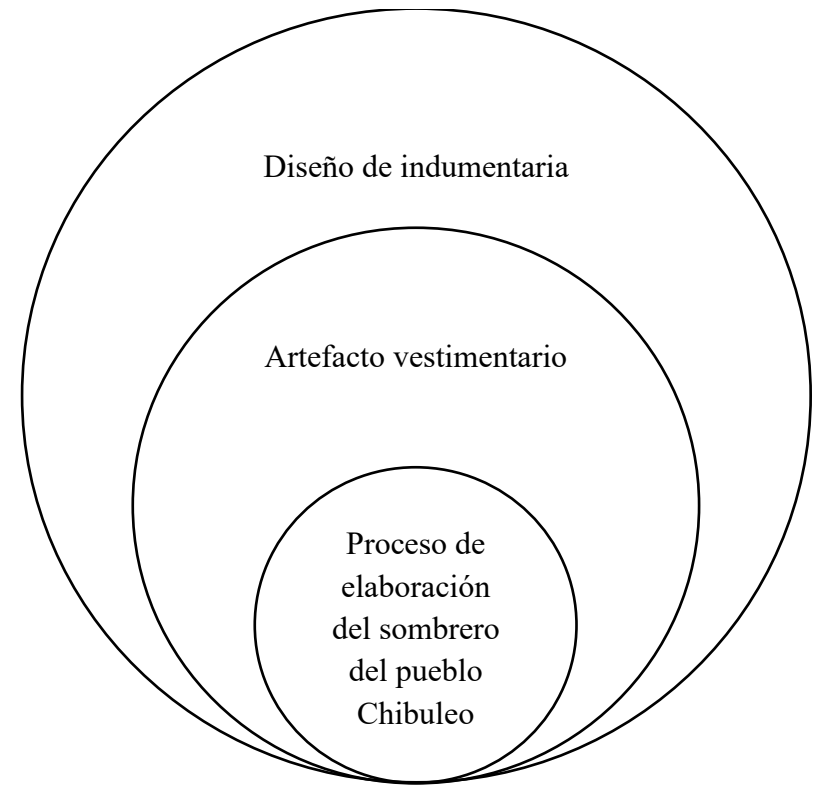 Diseño de indumentaria
Artefacto vestimentario
Proceso de
elaboración
del sombrero
del pueblo
Chibuleo